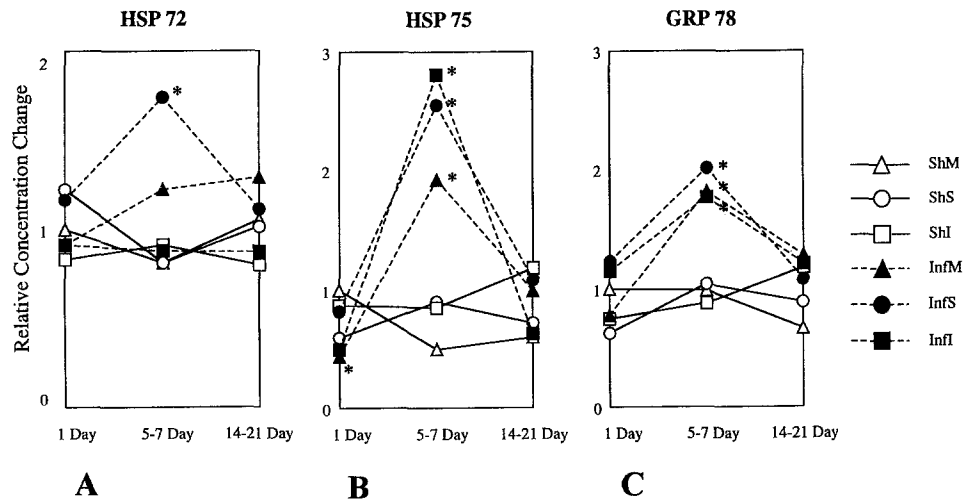 HSP 72
HSP 75
GRP 78
Relative Concentration Change
2
1
0
1 Day
5-7 Day
14-21 Day
*
A
3
2
1
0
1 Day
5-7 Day
14-21 Day
*
*
*
*
B
3
2
1
0
1 Day
5-7 Day
14-21 Day
*
*
*
C
ShM
ShS
ShI
InfM
InfS
InfI